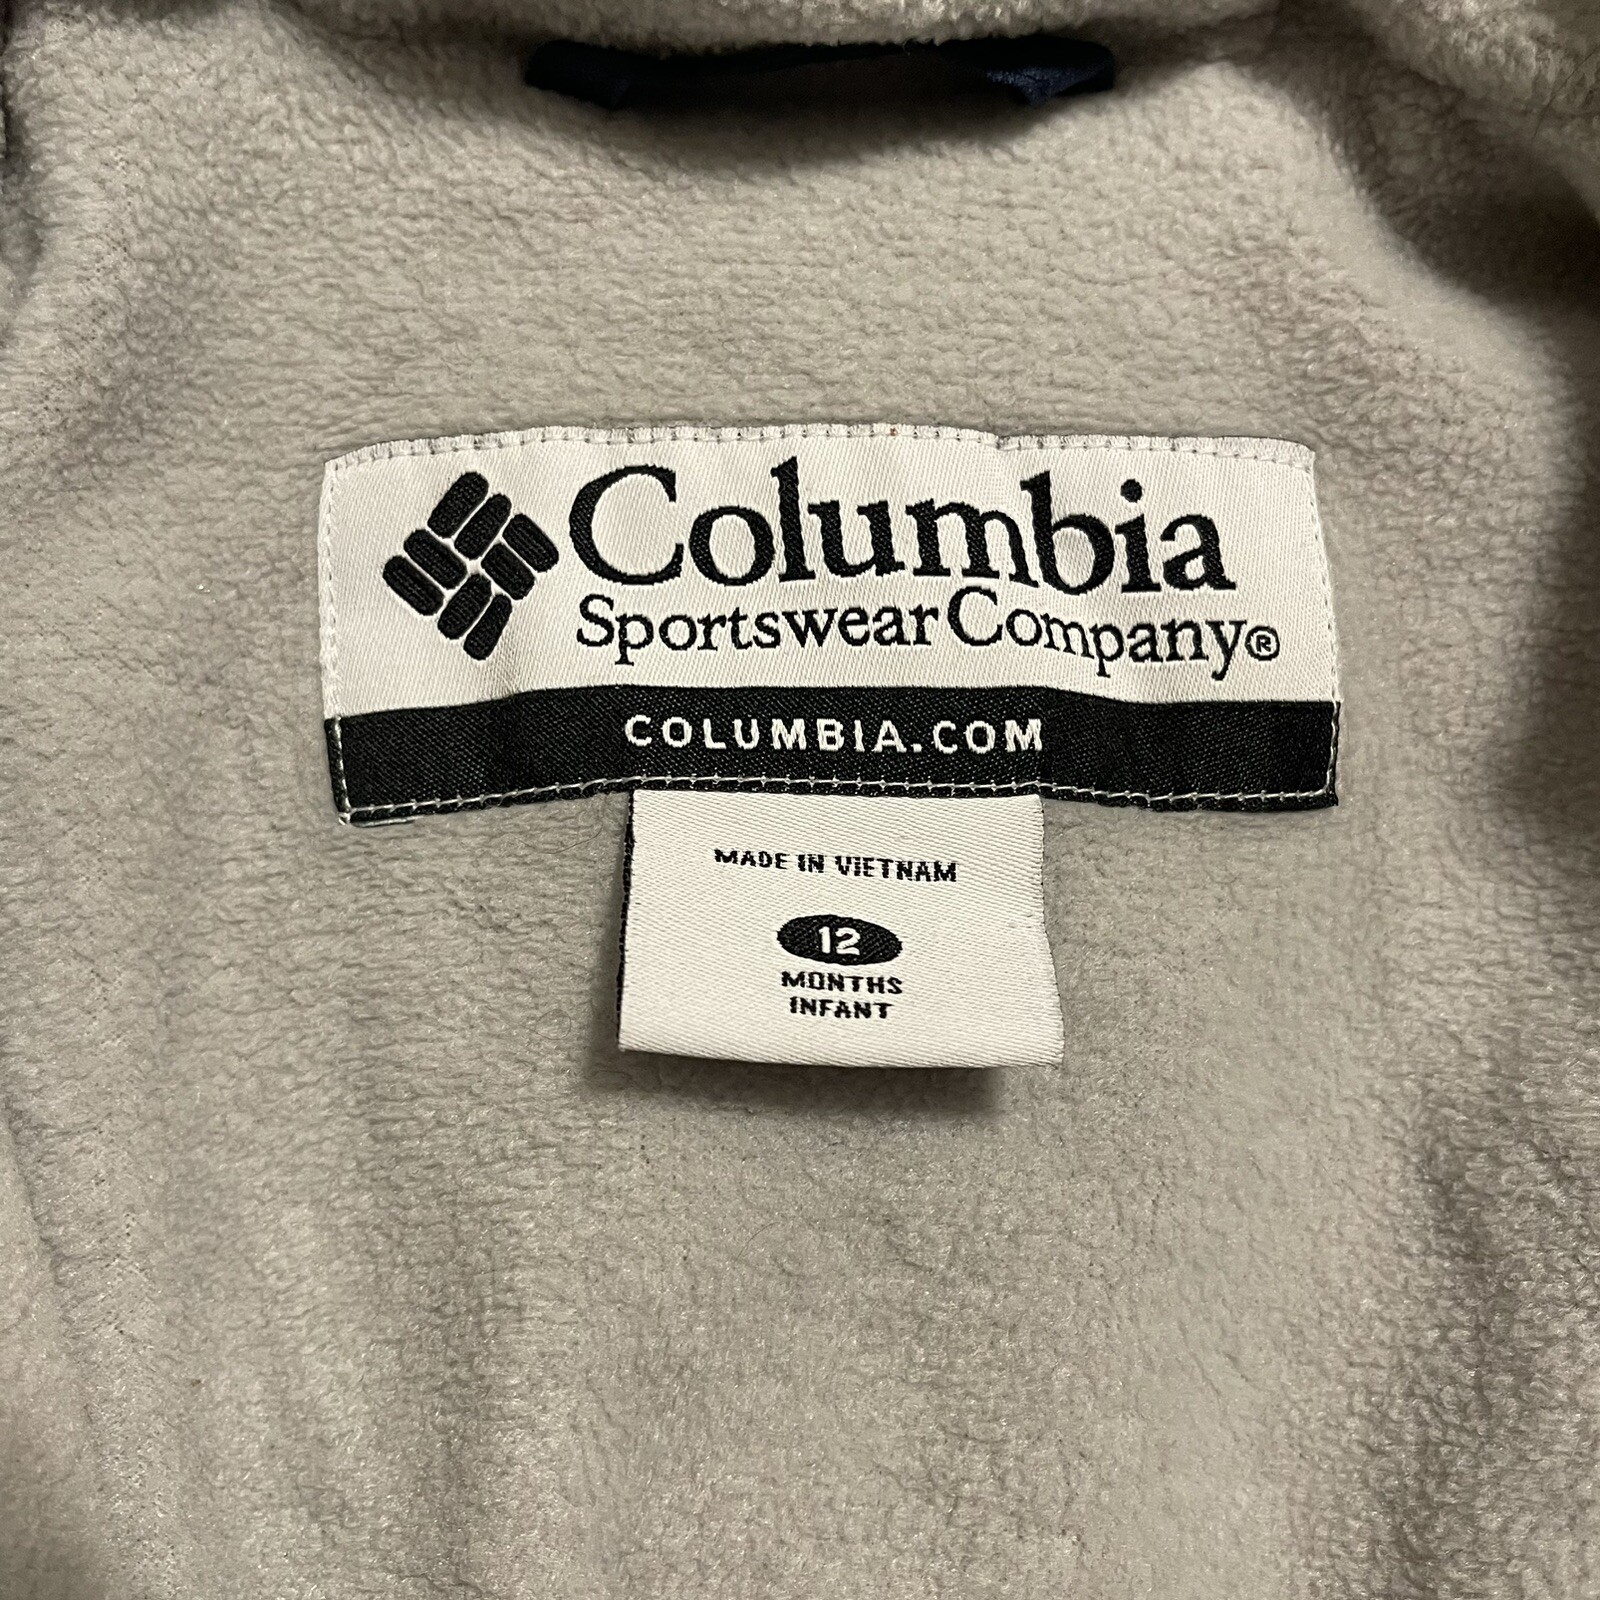 Columbia
Sportswear Company®
COLUMBIA.COM
MADE IN VIETNAM
12
MONTHS
INFANT